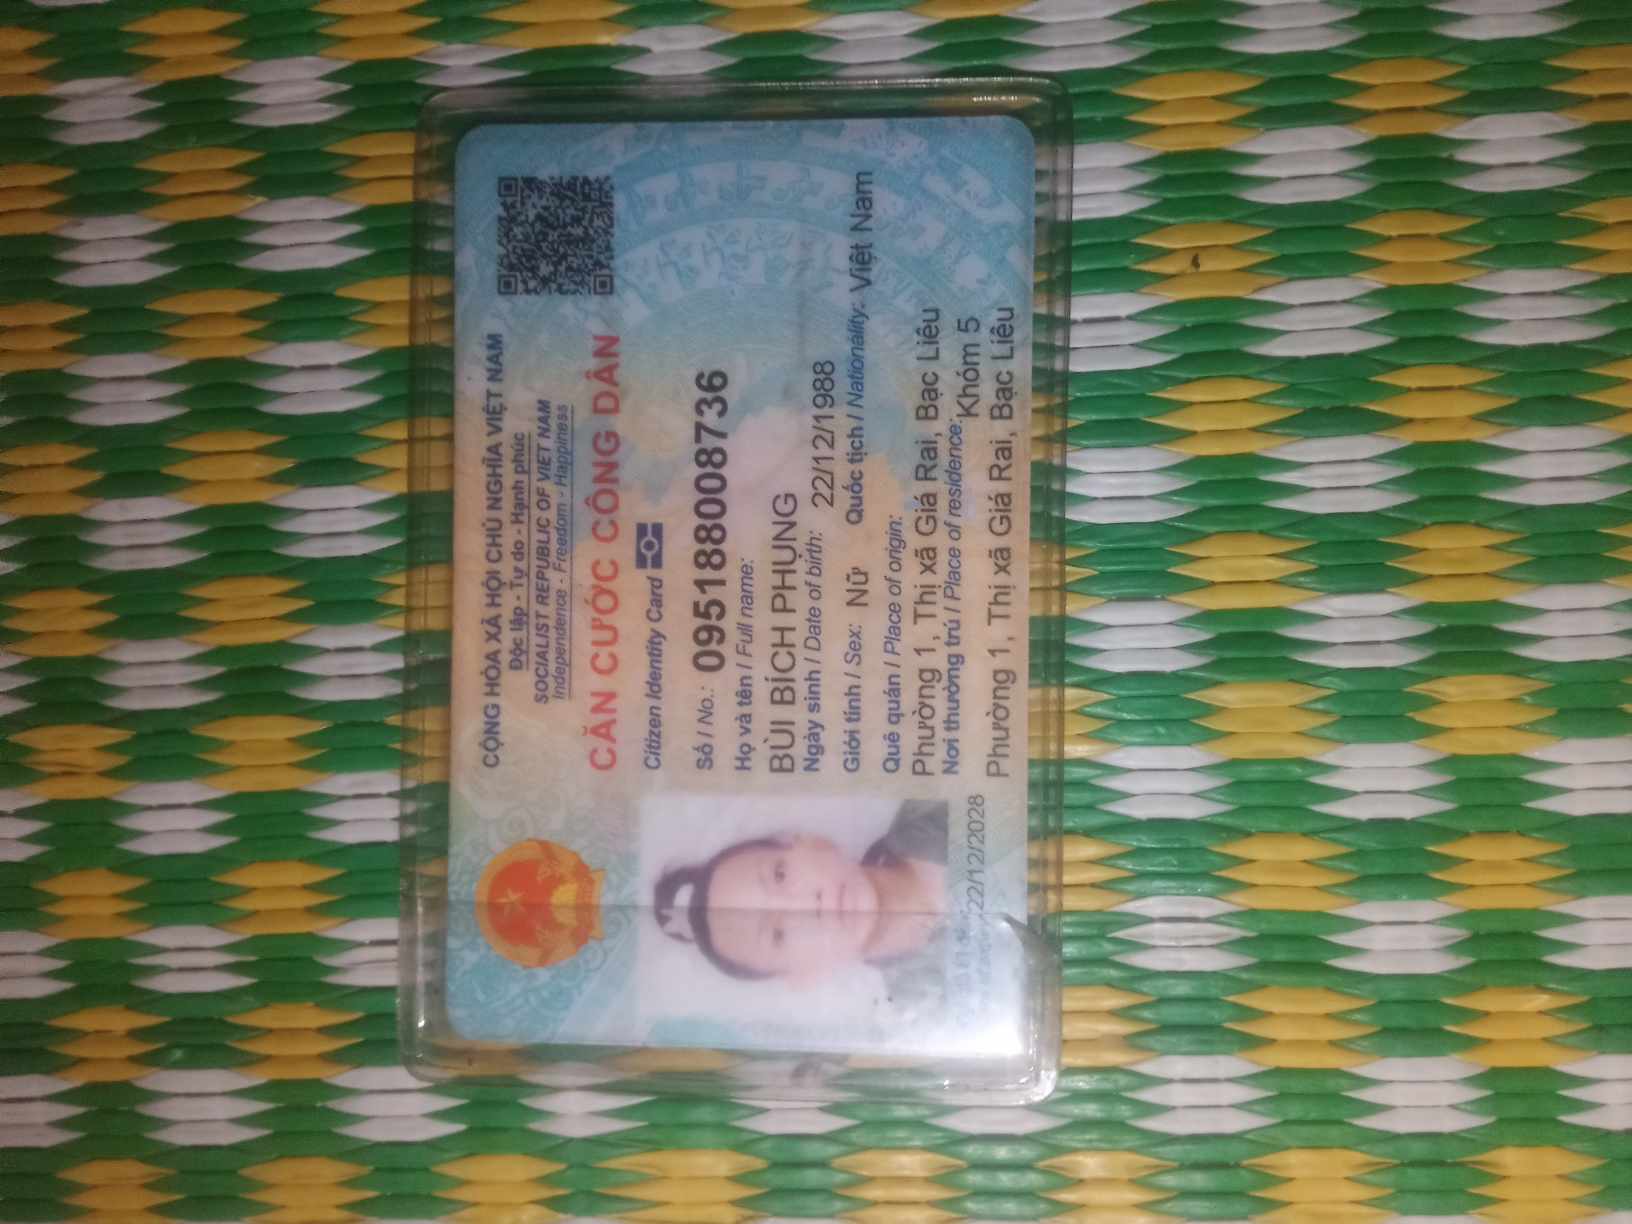 CỘNG HÒA XÃ HỘI CHỦ NGHĨA VIỆT NAM
Độc lập - Tự do - Hạnh phúc
SOCIALIST REPUBLIC OF VIET NAM
Independence - Freedom - Happiness
CĂN CƯỚC CÔNG DÂN
Citizen Identity Card
Số / No.: 095188008736
Họ và tên / Full name:
BÙI BÍCH PHỤNG
Ngày sinh / Date of birth: 22/12/1988
Giới tính / Sex: Nữ Quốc tịch / Nationality: Việt Nam
Quê quán / Place of origin:
Phường 1, Thị xã Giá Rai, Bạc Liêu
Nơi thường trú / Place of residence: Khóm 5
Phường 1, Thị xã Giá Rai, Bạc Liêu
22/12/2028